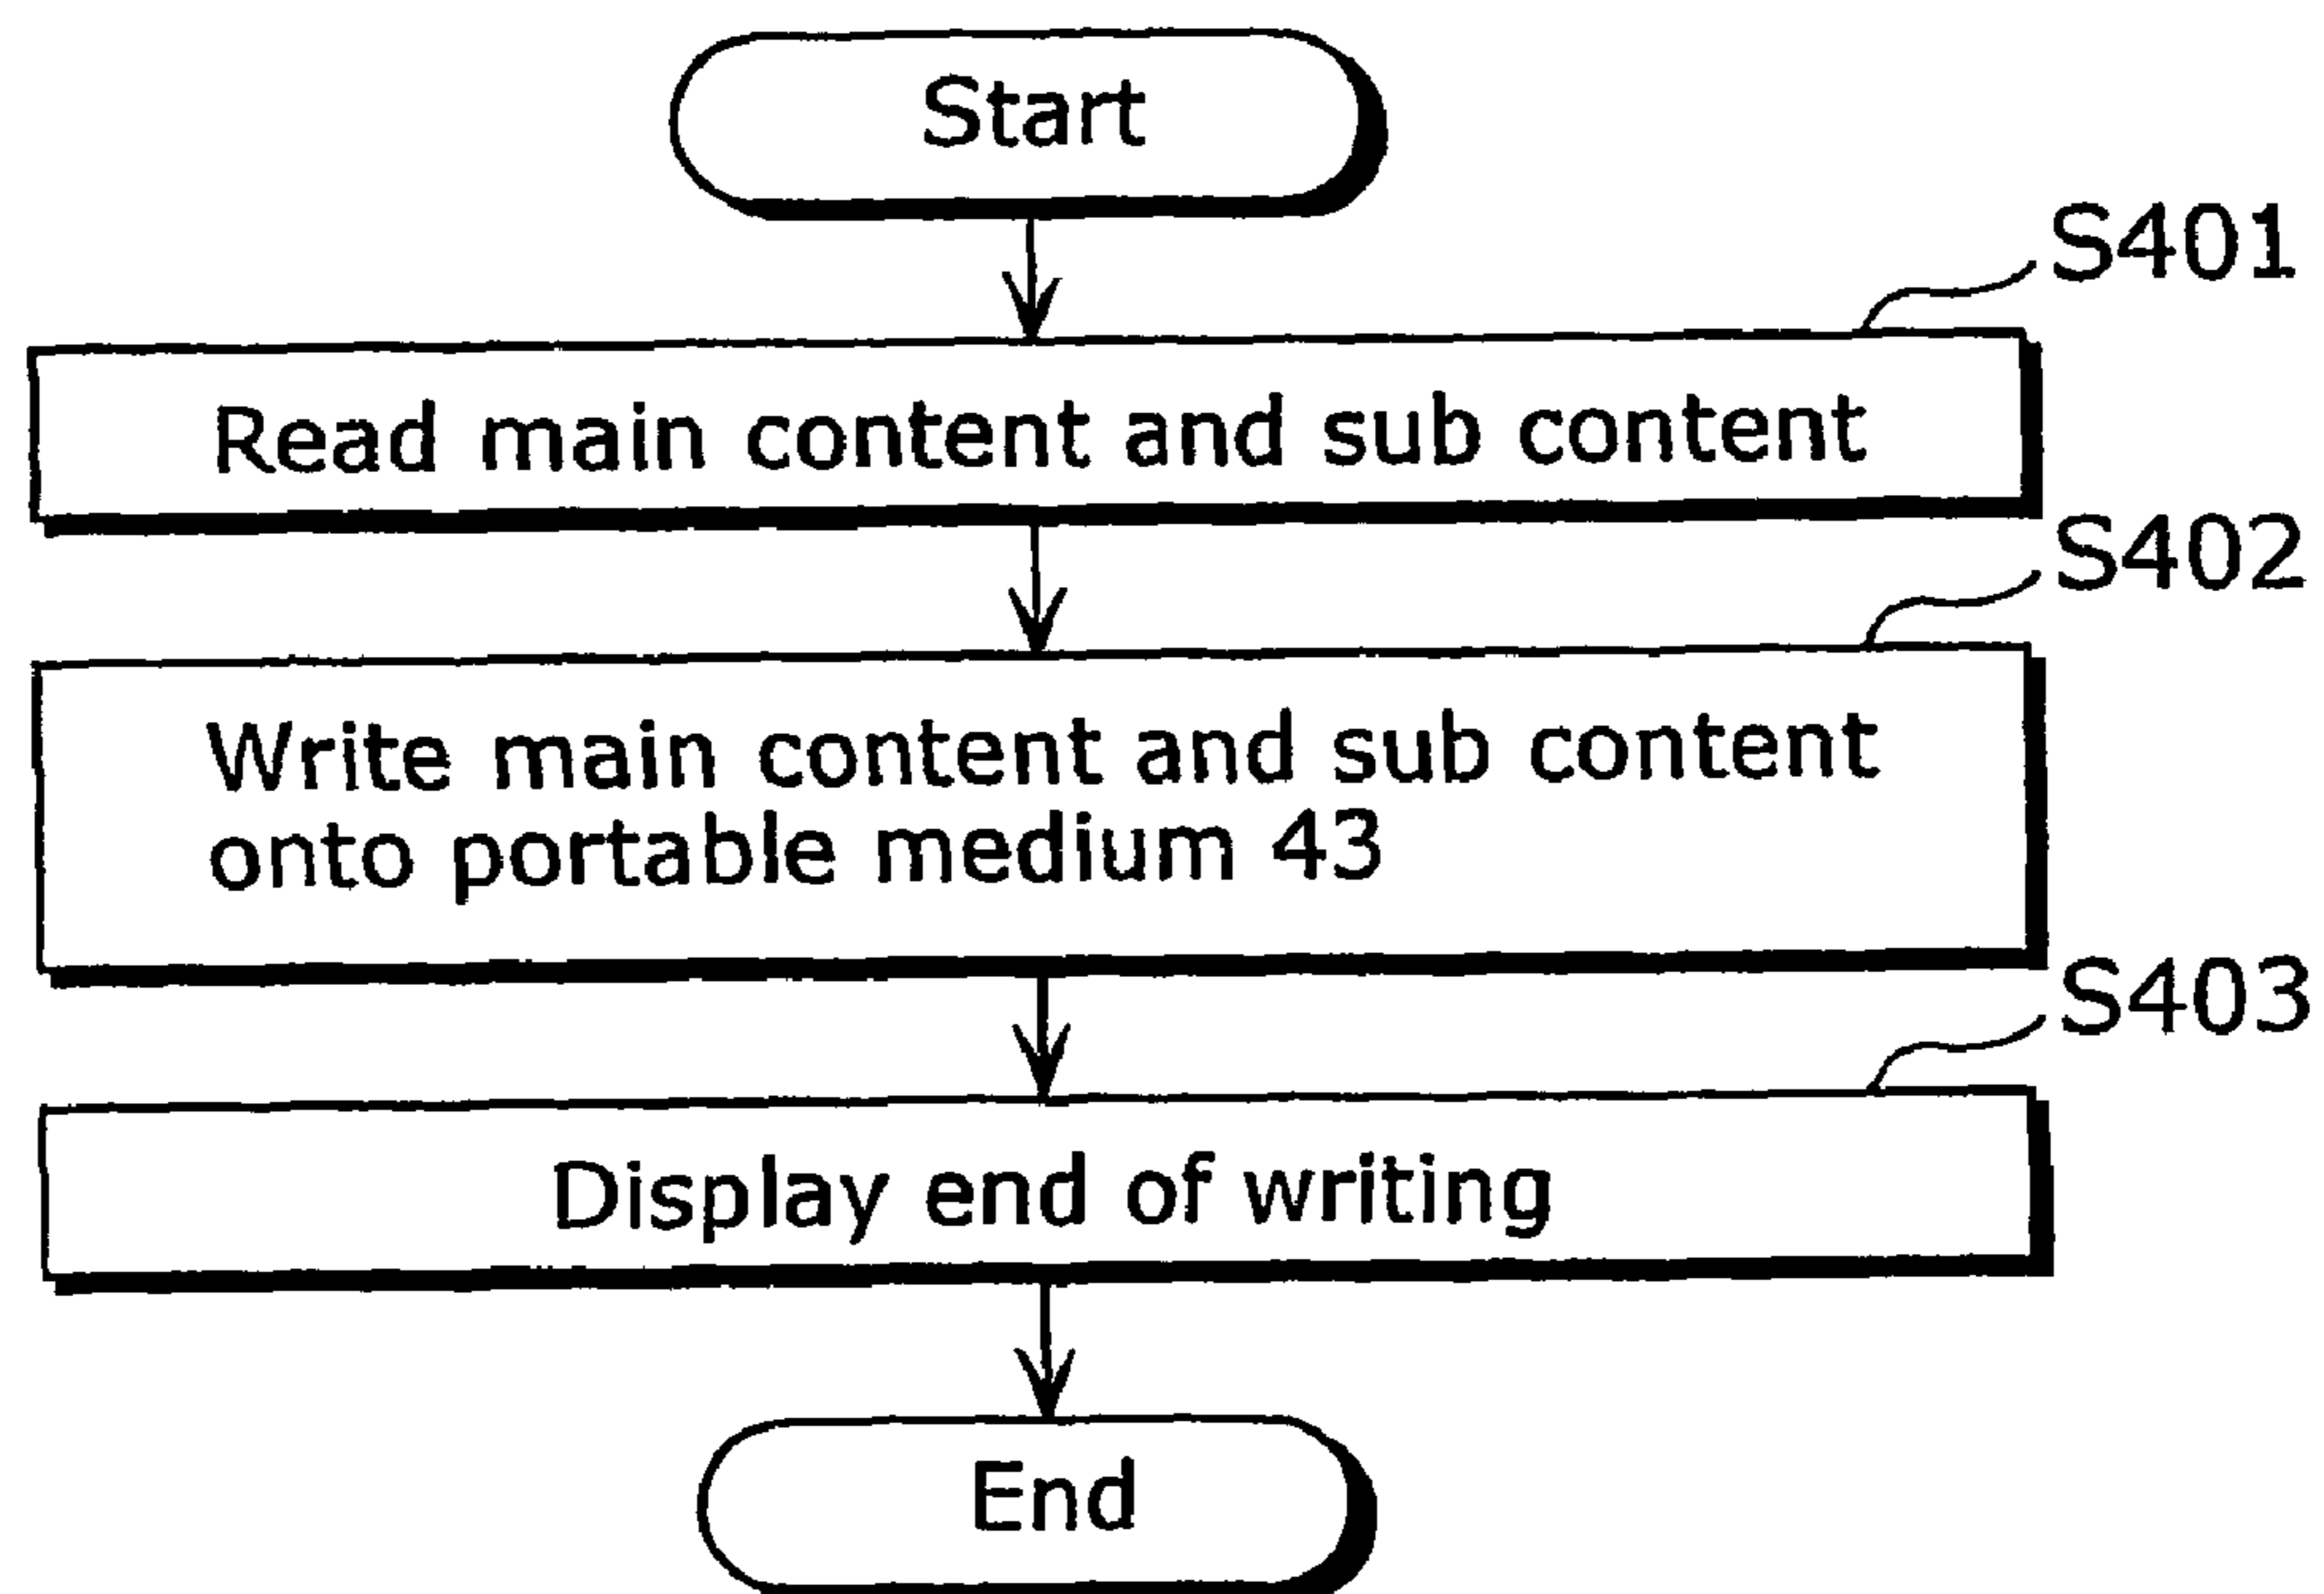 Start
S401
Read main content and sub content
S402
Write main content and sub content
onto portable medium 43
S403
Display end of writing
End